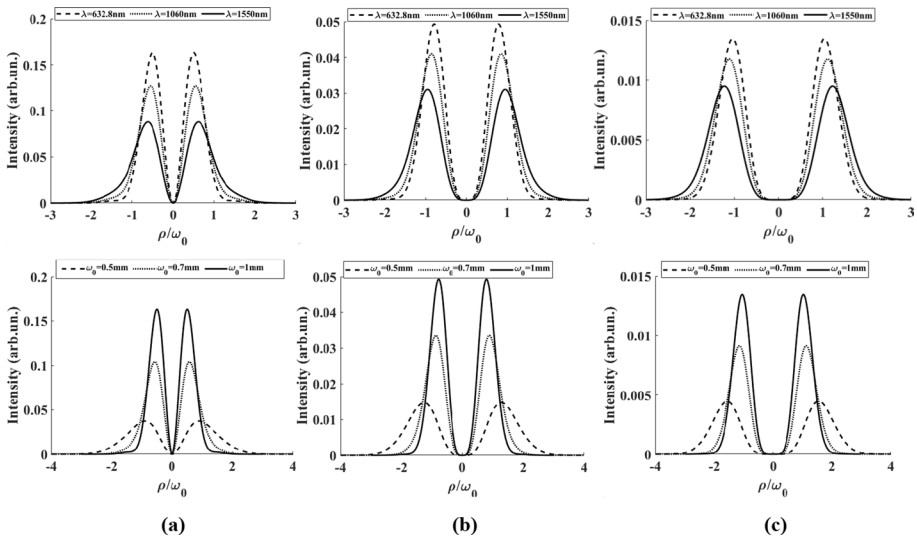 λ=632.8nm λ=1060nm λ=1550nm
Intensity (arb.un.)
0.2
0.15
0.1
0.05
0
-3 -2 -1 0 1 2 3
ρ/ω₀
λ=632.8nm λ=1060nm λ=1550nm
Intensity (arb.un.)
0.05
0.04
0.03
0.02
0.01
0
-3 -2 -1 0 1 2 3
ρ/ω₀
λ=632.8nm λ=1060nm λ=1550nm
Intensity (arb.un.)
0.015
0.01
0.005
0
-3 -2 -1 0 1 2 3
ρ/ω₀
ω₀=0.5mm ω₀=0.7mm ω₀=1mm
Intensity (arb.un.)
0.2
0.15
0.1
0.05
0
-4 -2 0 2 4
ρ/ω₀
ω₀=0.5mm ω₀=0.7mm ω₀=1mm
Intensity (arb.un.)
0.05
0.04
0.03
0.02
0.01
0
-4 -2 0 2 4
ρ/ω₀
ω₀=0.5mm ω₀=0.7mm ω₀=1mm
Intensity (arb.un.)
0.015
0.01
0.005
0
-4 -2 0 2 4
ρ/ω₀
(a) (b) (c)